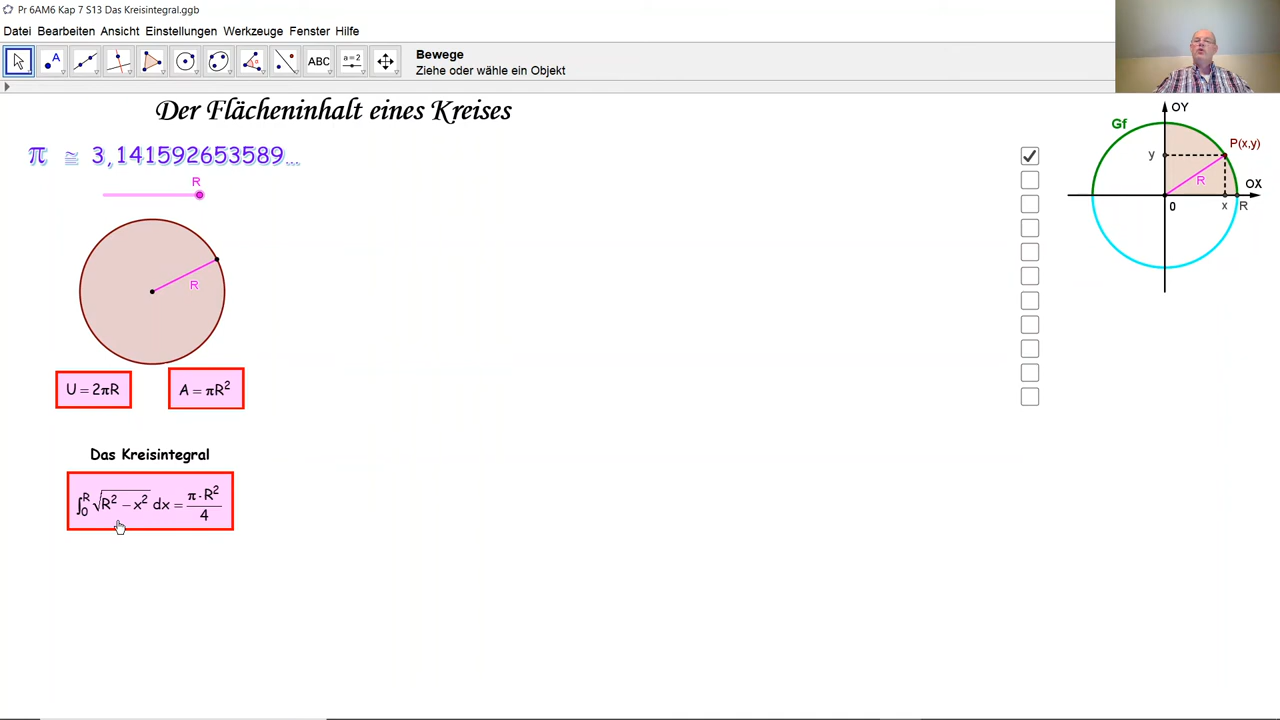 Pr 6AM6 Kap 7 S13 Das Kreisintegral.ggb
Datei Bearbeiten Ansicht Einstellungen Werkzeuge Fenster Hilfe
A
ABC
a=2
Bewege
Ziehe oder wähle ein Objekt
Der Flächeninhalt eines Kreises
π ≅ 3,141592653589...
R
R
U = 2πR
A = πR²
Das Kreisintegral
∫₀ᴿ √(R² − x²) dx = (π · R²)/4
OY
Gf
P(x,y)
y
R
OX
0
x
R